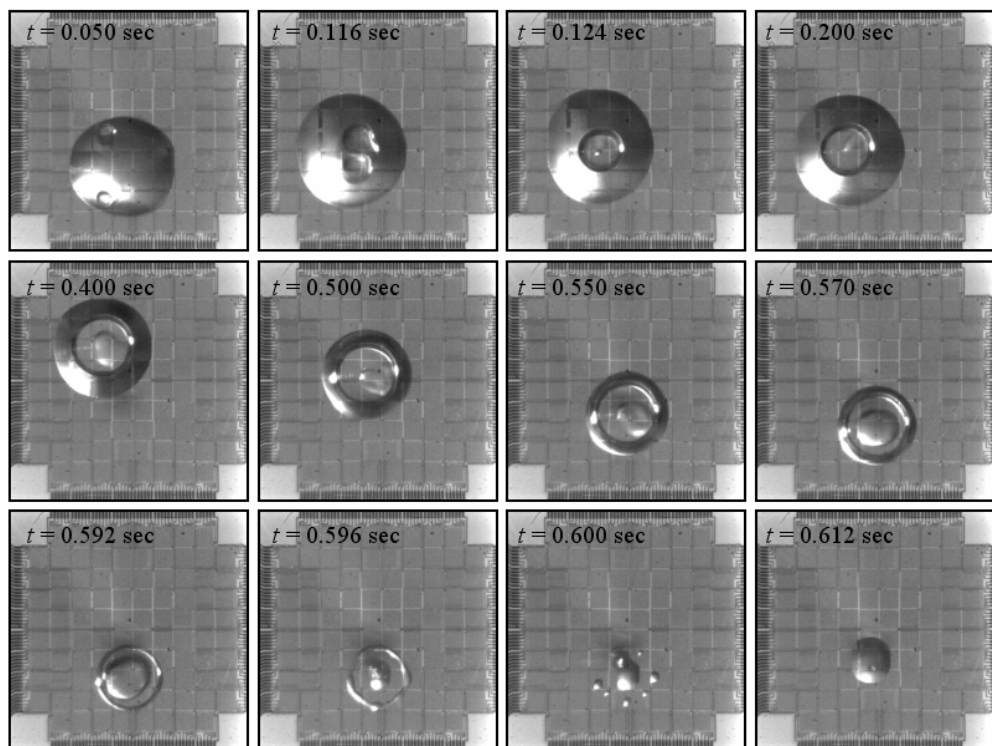 t = 0.050 sec
t = 0.116 sec
t = 0.124 sec
t = 0.200 sec
t = 0.400 sec
t = 0.500 sec
t = 0.550 sec
t = 0.570 sec
t = 0.592 sec
t = 0.596 sec
t = 0.600 sec
t = 0.612 sec